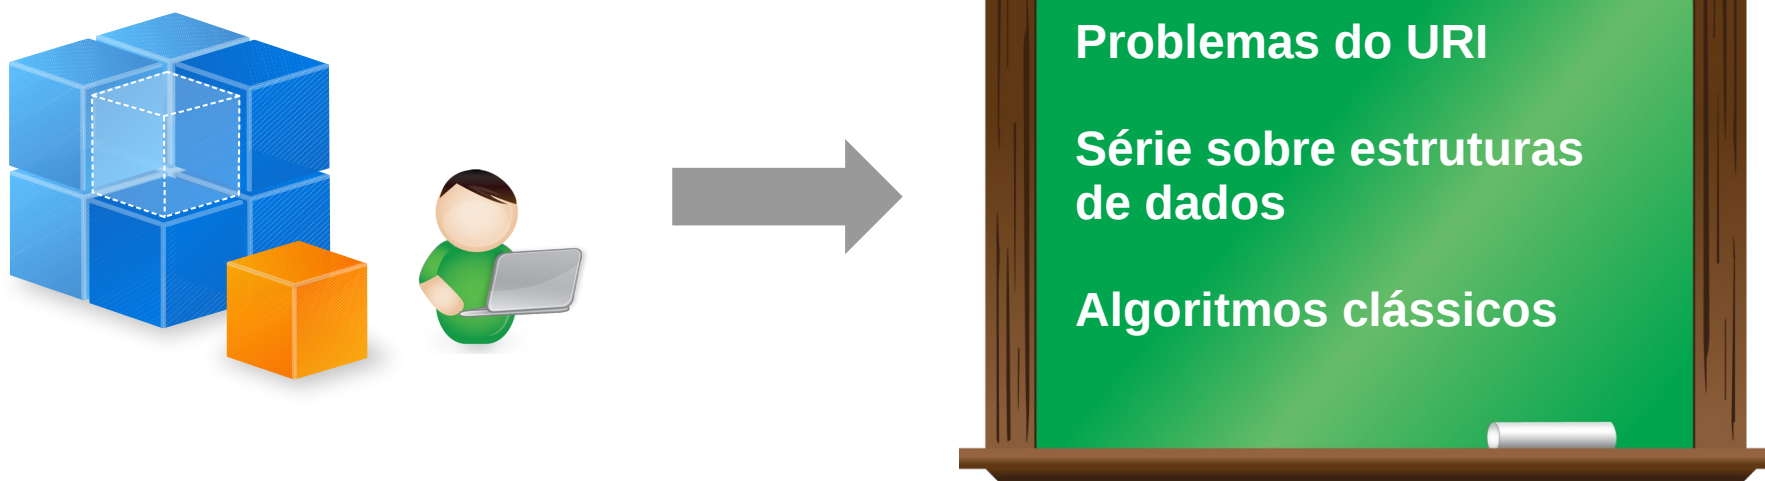 Problemas do URI
Série sobre estruturas
de dados
Algoritmos clássicos